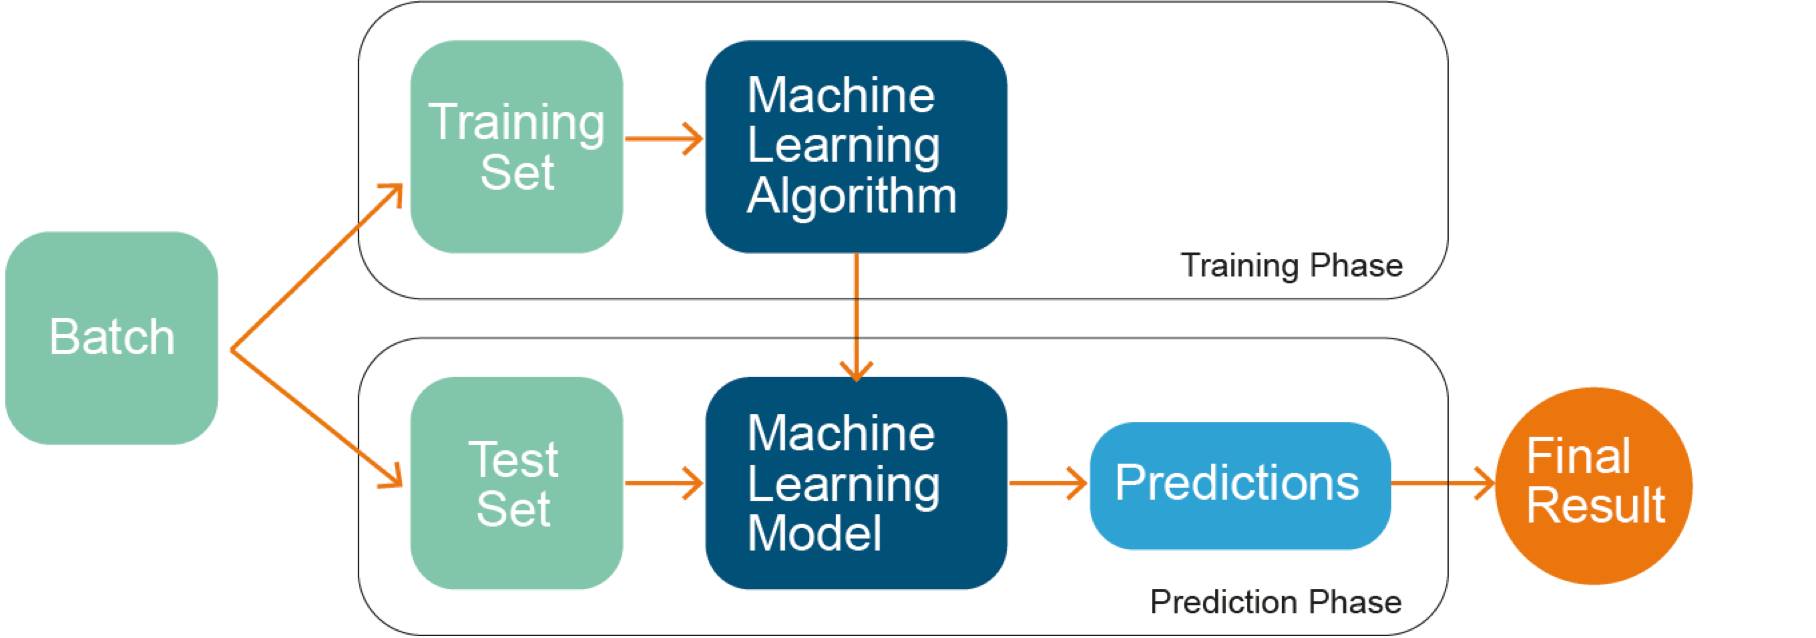 Training
Set
Machine
Learning
Algorithm
Training Phase
Batch
Test
Set
Machine
Learning
Model
Predictions
Final
Result
Prediction Phase